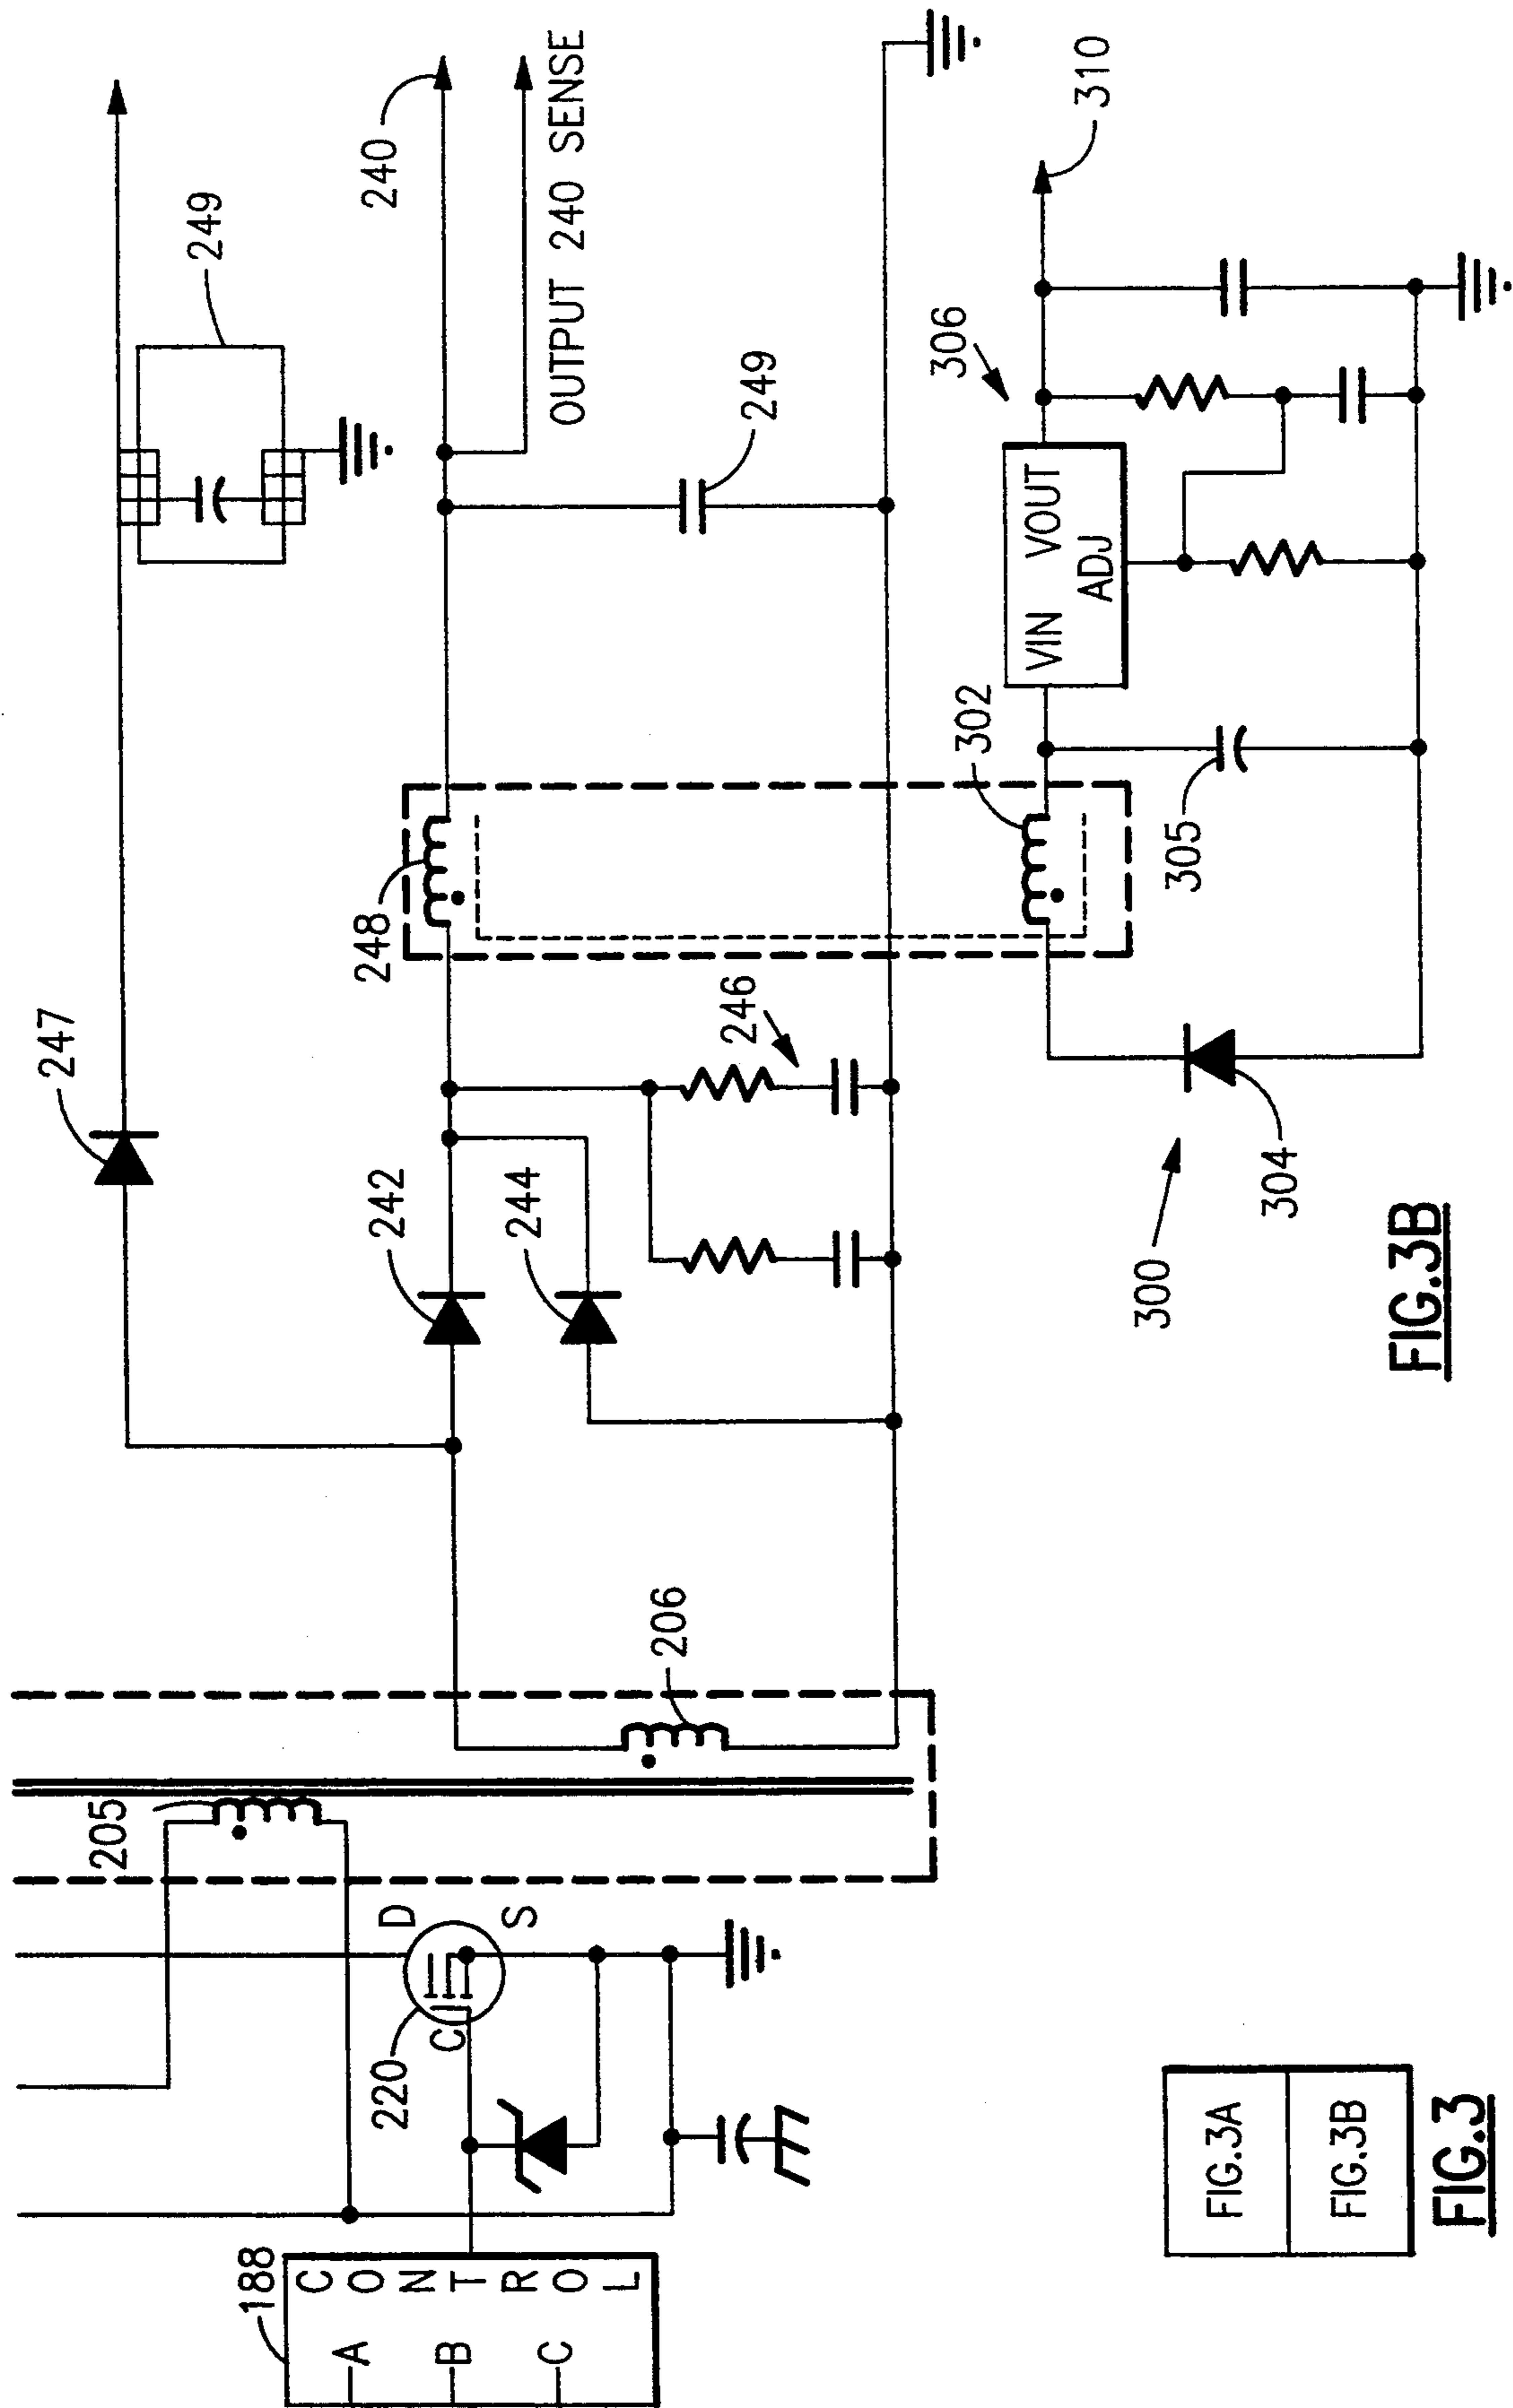 247
249
240
OUTPUT 240 SENSE
242
244
246
248
249
205
206
188
CONTROL
A
B
C
220
D
S
C
302
306
VIN VOUT
ADJ
310
305
300
304
FIG.3B
FIG.3A
FIG.3B
FIG.3